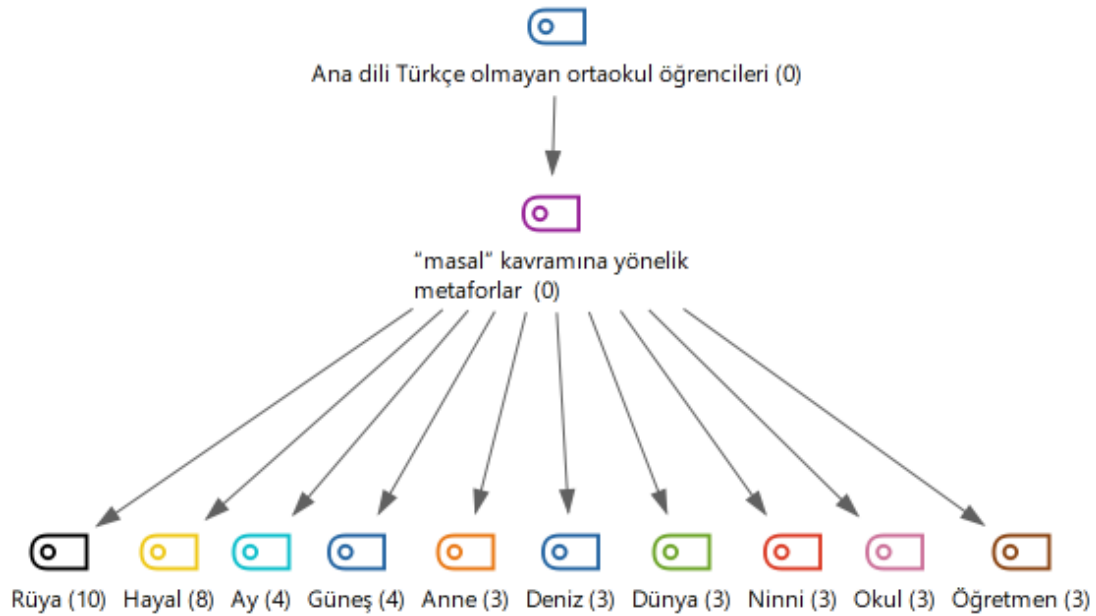 Ana dili Türkçe olmayan ortaokul öğrencileri (0)
“masal” kavramına yönelik
metaforlar (0)
Rüya (10) Hayal (8) Ay (4) Güneş (4) Anne (3) Deniz (3) Dünya (3) Ninni (3) Okul (3) Öğretmen (3)